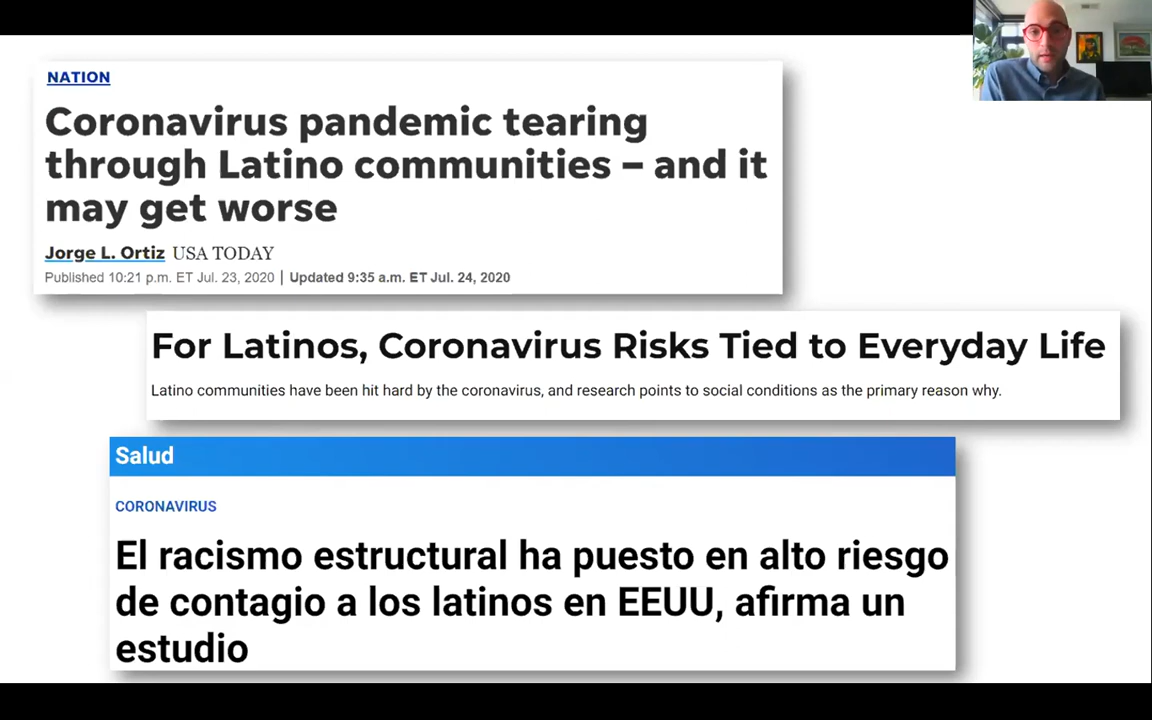 NATION
Coronavirus pandemic tearing
through Latino communities – and it
may get worse
Jorge L. Ortiz USA TODAY
Published 10:21 p.m. ET Jul. 23, 2020 | Updated 9:35 a.m. ET Jul. 24, 2020
For Latinos, Coronavirus Risks Tied to Everyday Life
Latino communities have been hit hard by the coronavirus, and research points to social conditions as the primary reason why.
Salud
CORONAVIRUS
El racismo estructural ha puesto en alto riesgo
de contagio a los latinos en EEUU, afirma un
estudio